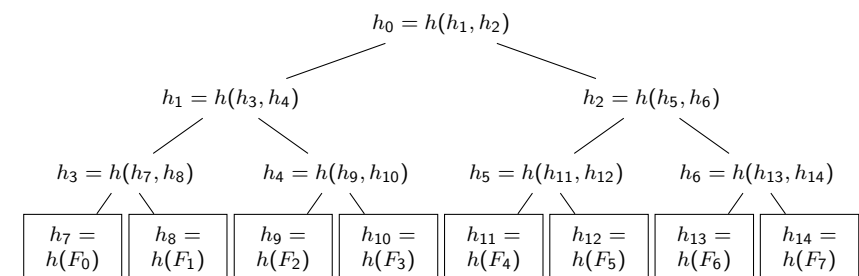 h₀ = h(h₁, h₂)
h₁ = h(h₃, h₄) h₂ = h(h₅, h₆)
h₃ = h(h₇, h₈) h₄ = h(h₉, h₁₀) h₅ = h(h₁₁, h₁₂) h₆ = h(h₁₃, h₁₄)
h₇ = h₈ = h₉ = h₁₀ = h₁₁ = h₁₂ = h₁₃ = h₁₄ =
h(F₀) h(F₁) h(F₂) h(F₃) h(F₄) h(F₅) h(F₆) h(F₇)